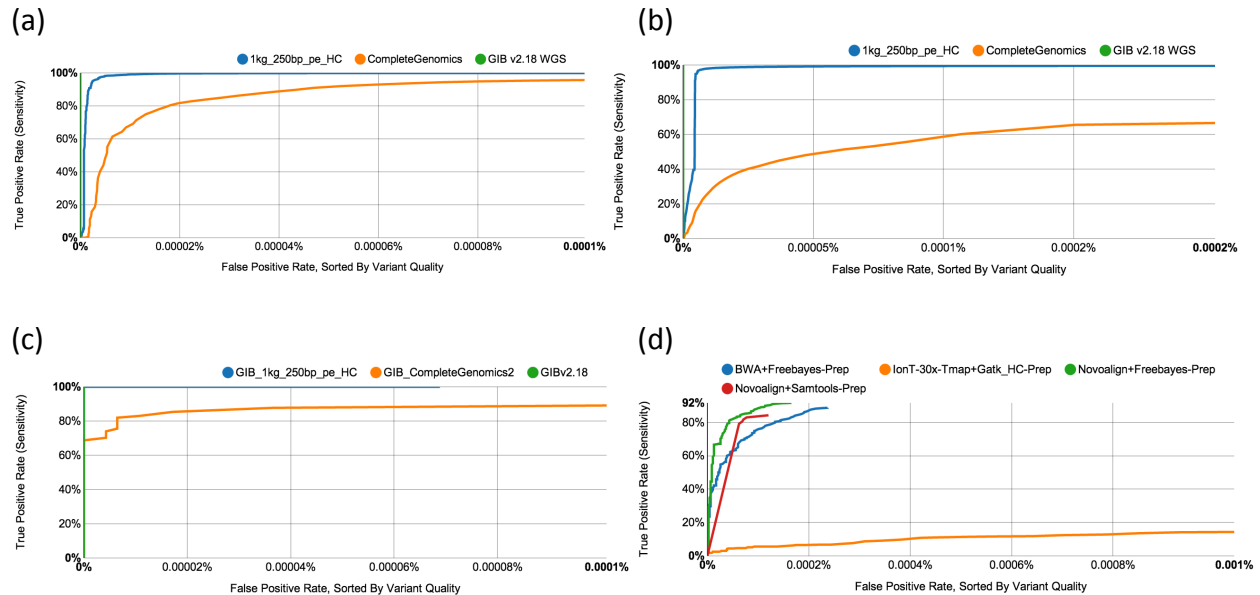 (a)
1kg_250bp_pe_HC CompleteGenomics GIB v2.18 WGS
True Positive Rate (Sensitivity)
100%
80%
60%
40%
20%
0%
0% 0.00002% 0.00004% 0.00006% 0.00008% 0.0001%
False Positive Rate, Sorted By Variant Quality
(b)
1kg_250bp_pe_HC CompleteGenomics GIB v2.18 WGS
True Positive Rate (Sensitivity)
100%
80%
60%
40%
20%
0%
0% 0.00005% 0.0001% 0.0002% 0.0002%
False Positive Rate, Sorted By Variant Quality
(c)
GIB_1kg_250bp_pe_HC GIB_CompleteGenomics2 GIBv2.18
True Positive Rate (Sensitivity)
100%
80%
60%
40%
20%
0%
0% 0.00002% 0.00004% 0.00006% 0.00008% 0.0001%
False Positive Rate, Sorted By Variant Quality
(d)
BWA+Freebayes-Prep IonT-30x-Tmap+Gatk_HC-Prep Novoalign+Freebayes-Prep
Novoalign+Samtools-Prep
True Positive Rate (Sensitivity)
92%
80%
60%
40%
20%
0%
0% 0.0002% 0.0004% 0.0006% 0.0008% 0.001%
False Positive Rate, Sorted By Variant Quality